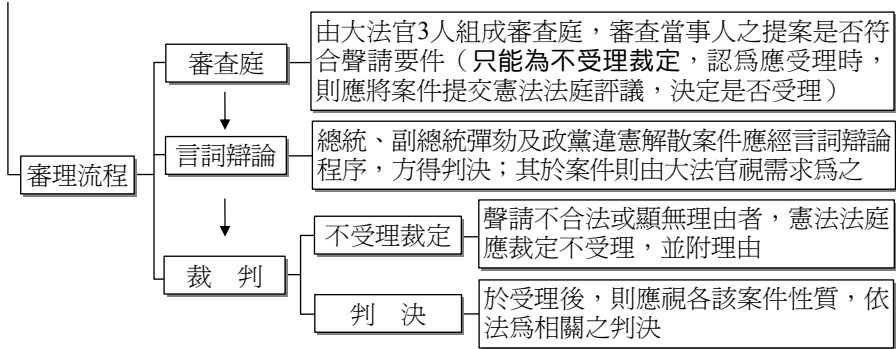 審查庭
由大法官3人組成審查庭，審查當事人之提案是否符
合聲請要件（只能為不受理裁定，認爲應受理時，
則應將案件提交憲法法庭評議，決定是否受理）
審理流程
言詞辯論
總統、副總統彈劾及政黨違憲解散案件應經言詞辯論
程序，方得判決；其於案件則由大法官視需求爲之
裁　判
不受理裁定
聲請不合法或顯無理由者，憲法法庭
應裁定不受理，並附理由
判　決
於受理後，則應視各該案件性質，依
法爲相關之判決